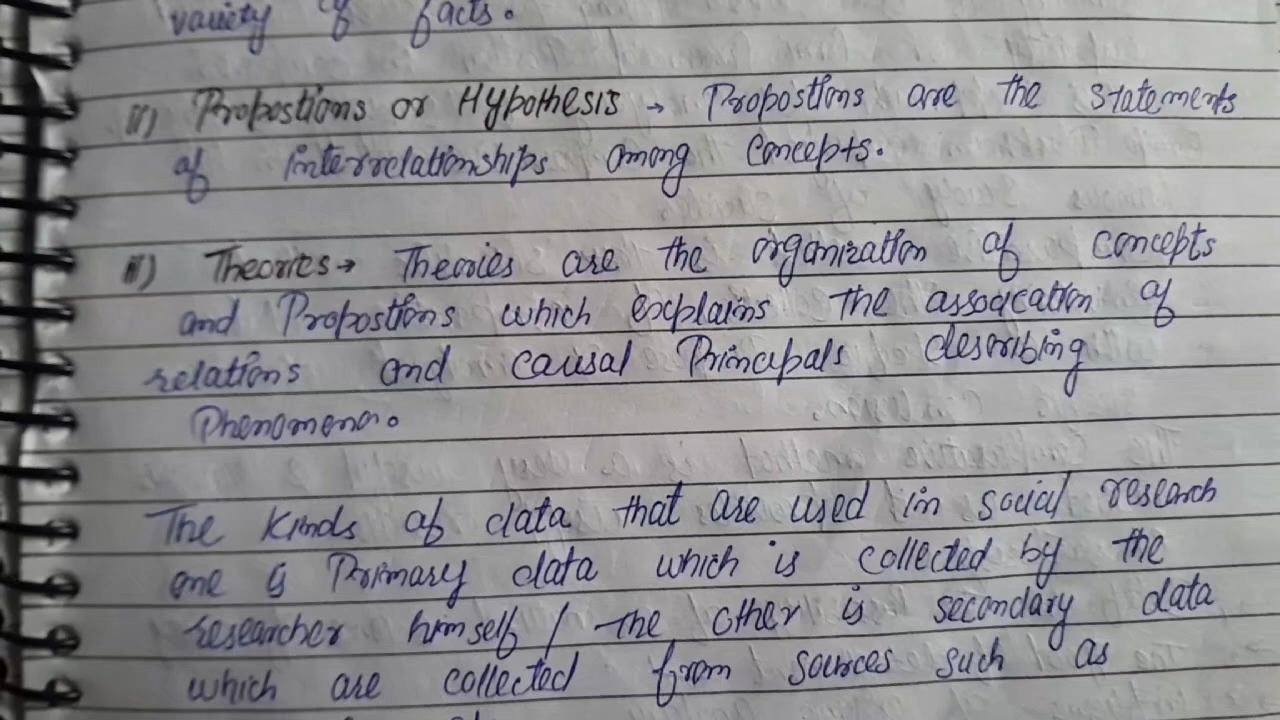 variety of facts.
ii) Propostions or Hypothesis → Propostions are the statements
of interrelationships among concepts.
iii) Theories → Theories are the organization of concepts
and Propostions which explains the assocication of
relations and causal Principals describing
Phenomena.
The kinds of data that are used in social research
one is Primary data which is collected by the
researcher himself / the other is secondary data
which are collected from sources such as